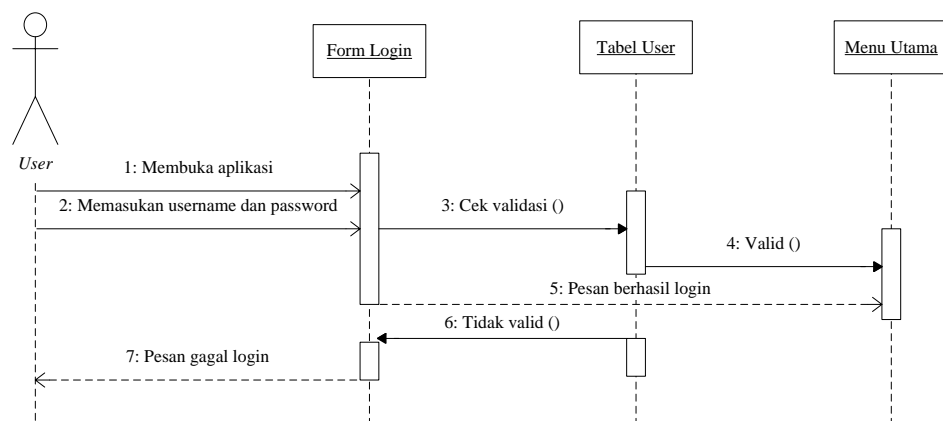 Form Login
Tabel User
Menu Utama
User
1: Membuka aplikasi
2: Memasukan username dan password
3: Cek validasi ()
4: Valid ()
5: Pesan berhasil login
6: Tidak valid ()
7: Pesan gagal login